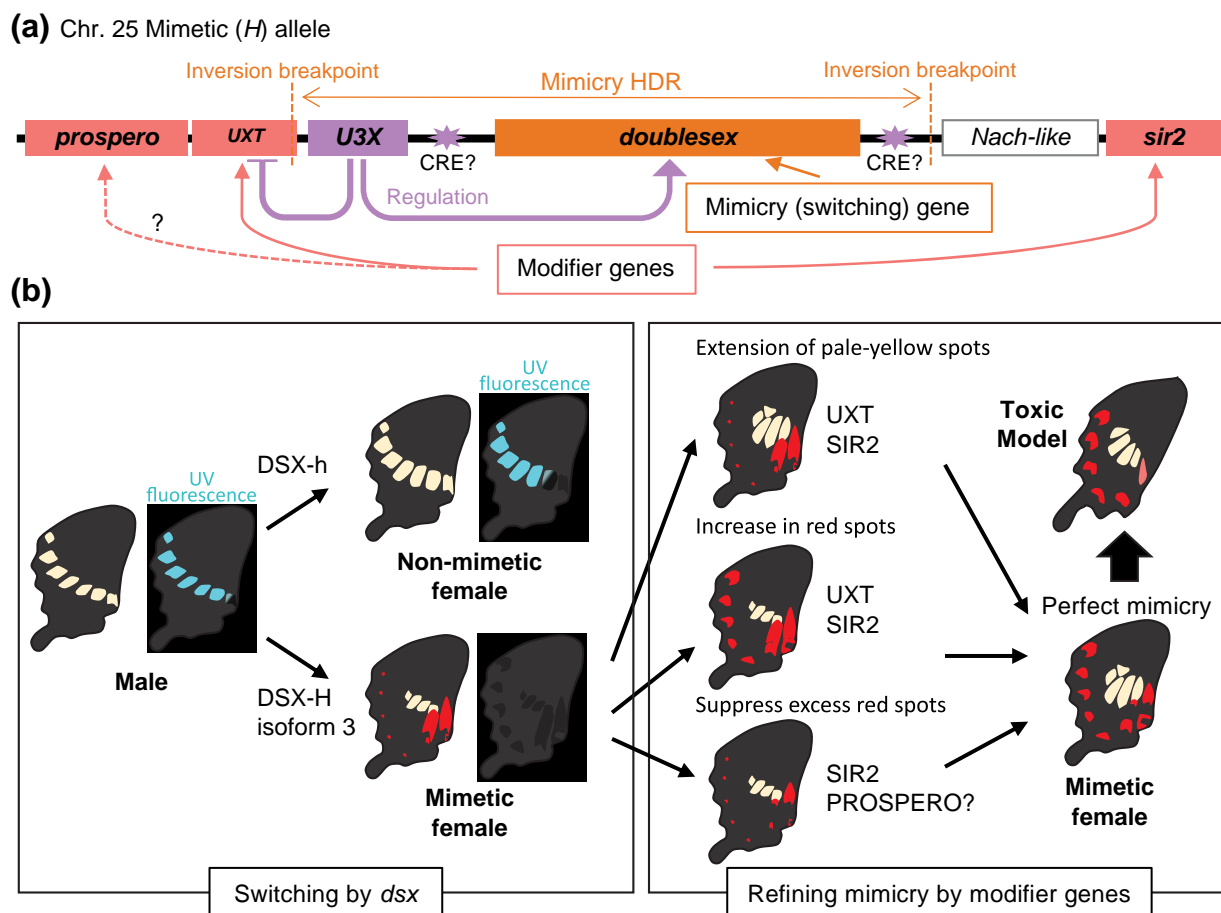 (a) Chr. 25 Mimetic (H) allele
Inversion breakpoint
Mimicry HDR
Inversion breakpoint
prospero
UXT
U3X
CRE?
doublesex
CRE?
Nach-like
sir2
Regulation
Mimicry (switching) gene
?
Modifier genes
(b)
UV
fluorescence
DSX-h
UV
fluorescence
Non-mimetic
female
Male
DSX-H
isoform 3
Mimetic
female
Switching by dsx
Extension of pale-yellow spots
UXT
SIR2
Toxic
Model
Increase in red spots
UXT
SIR2
Perfect mimicry
Suppress excess red spots
SIR2
PROSPERO?
Mimetic
female
Refining mimicry by modifier genes